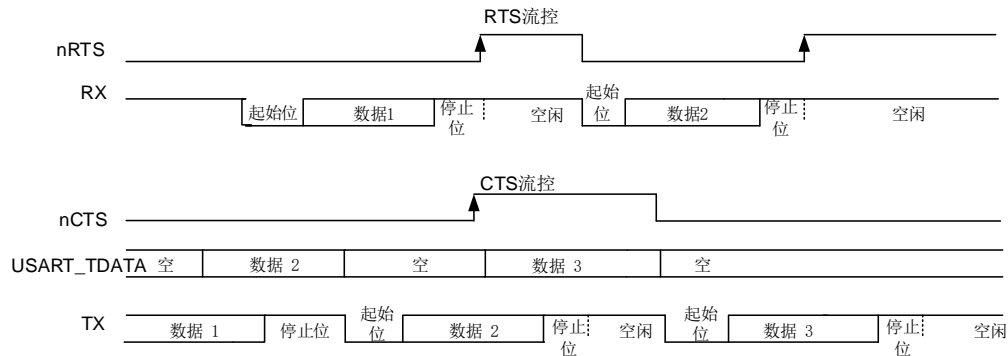 RTS流控
nRTS
RX
起始位
数据1
停止
位
空闲
起始
位
数据2
停止
位
空闲
CTS流控
nCTS
USART_TDATA 空 数据 2 空 数据 3 空
TX
数据 1
停止位
起始
位
数据 2
停止
位
空闲
起始
位
数据 3
停止
位
空闲